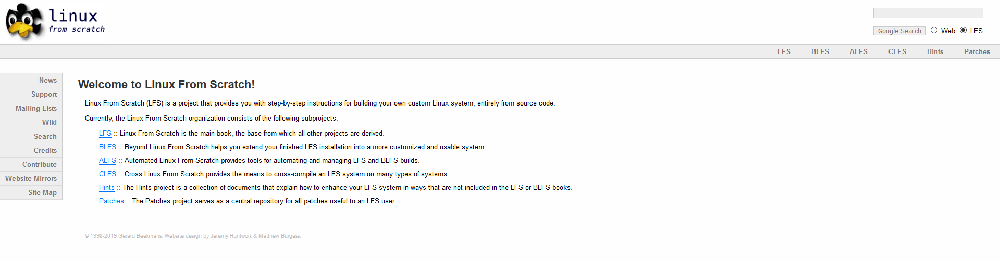 linux
from scratch
Google Search Web LFS
LFS BLFS ALFS CLFS Hints Patches
News
Support
Mailing Lists
Wiki
Search
Credits
Contribute
Website Mirrors
Site Map
Welcome to Linux From Scratch!
Linux From Scratch (LFS) is a project that provides you with step-by-step instructions for building your own custom Linux system, entirely from source code.
Currently, the Linux From Scratch organization consists of the following subprojects:
LFS :: Linux From Scratch is the main book, the base from which all other projects are derived.
BLFS :: Beyond Linux From Scratch helps you extend your finished LFS installation into a more customized and usable system.
ALFS :: Automated Linux From Scratch provides tools for automating and managing LFS and BLFS builds.
CLFS :: Cross Linux From Scratch provides the means to cross-compile an LFS system on many types of systems.
Hints :: The Hints project is a collection of documents that explain how to enhance your LFS system in ways that are not included in the LFS or BLFS books.
Patches :: The Patches project serves as a central repository for all patches useful to an LFS user.
© 1998-2019 Gerard Beekmans. Website design by Jeremy Huntwork & Matthew Burgess.